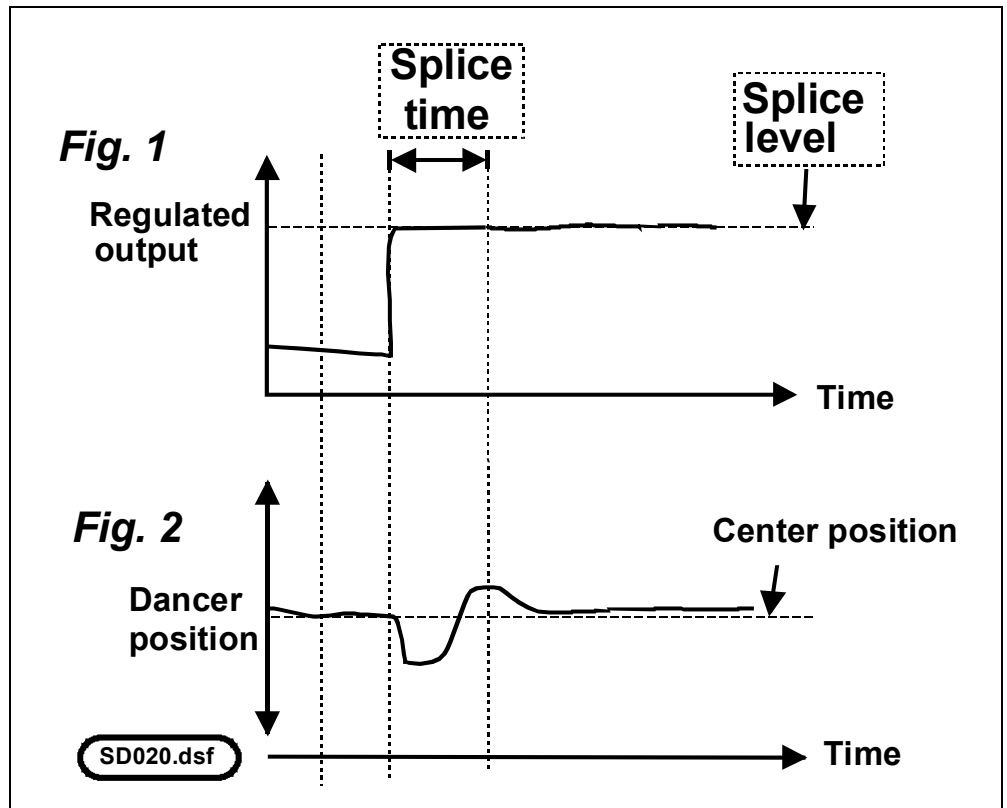 Splice
time
Splice
level
Fig. 1
Regulated
output
Time
Fig. 2
Center position
Dancer
position
SD020.dsf
Time